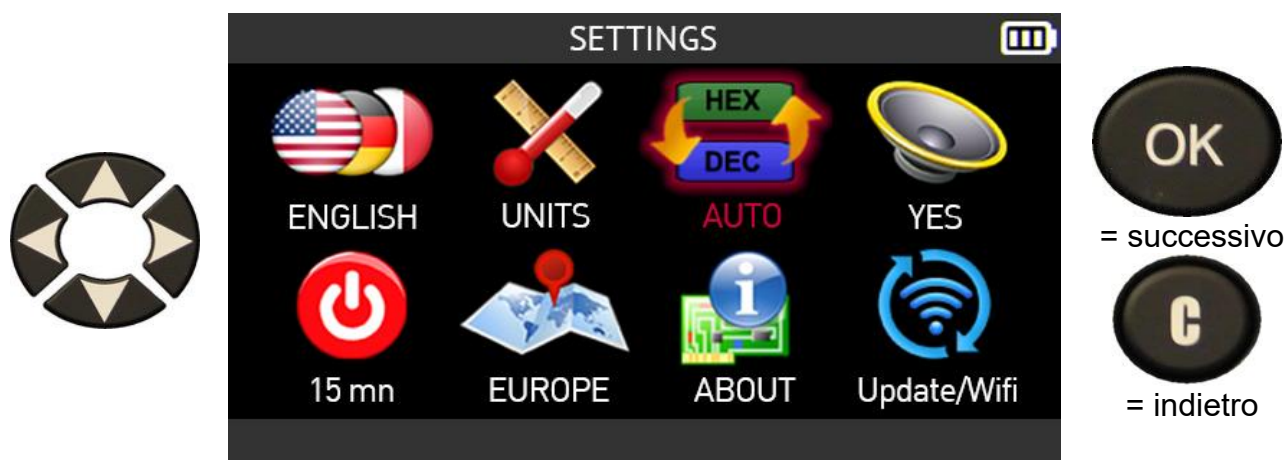 SETTINGS
HEX
DEC
ENGLISH
UNITS
AUTO
YES
15 mn
EUROPE
ABOUT
i
Update/Wifi
OK
= successivo
C
= indietro